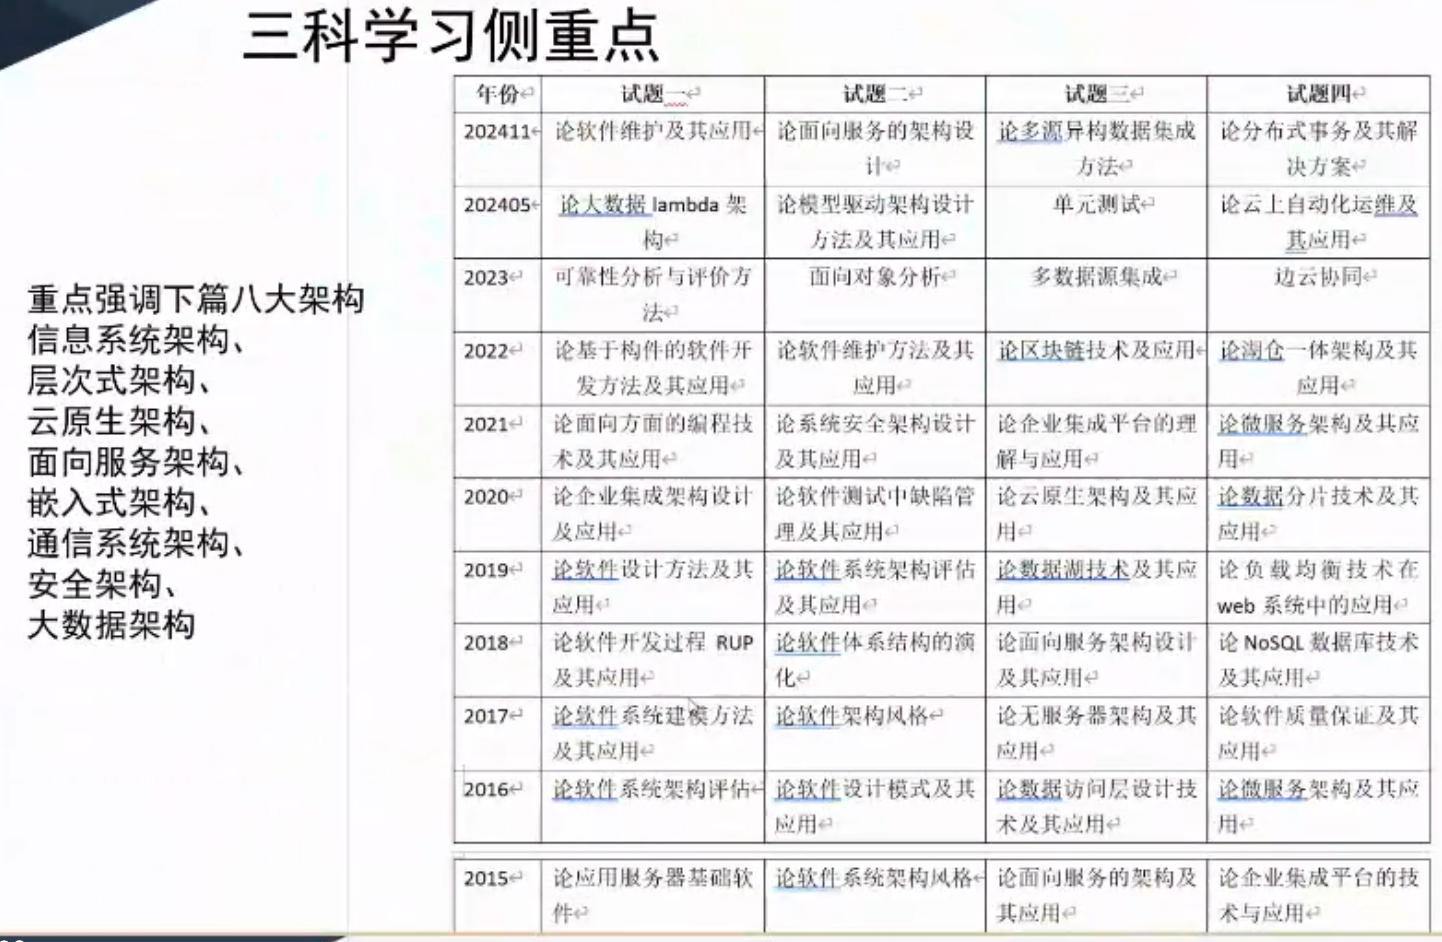 三科学习侧重点
重点强调下篇八大架构
信息系统架构、
层次式架构、
云原生架构、
面向服务架构、
嵌入式架构、
通信系统架构、
安全架构、
大数据架构
年份 试题一 试题二 试题三 试题四
202411 论软件维护及其应用 论面向服务的架构设计 论多源异构数据集成方法 论分布式事务及其解决方案
202405 论大数据 lambda 架构 论模型驱动架构设计方法及其应用 单元测试 论云上自动化运维及其应用
2023 可靠性分析与评价方法 面向对象分析 多数据源集成 边云协同
2022 论基于构件的软件开发方法及其应用 论软件维护方法及其应用 论区块链技术及应用 论湖仓一体架构及其应用
2021 论面向方面的编程技术及其应用 论系统安全架构设计及其应用 论企业集成平台的理解与应用 论微服务架构及其应用
2020 论企业集成架构设计及应用 论软件测试中缺陷管理及其应用 论云原生架构及其应用 论数据分片技术及其应用
2019 论软件设计方法及其应用 论软件系统架构评估及其应用 论数据湖技术及其应用 论负载均衡技术在 web 系统中的应用
2018 论软件开发过程 RUP 及其应用 论软件体系结构的演化 论面向服务架构设计及其应用 论 NoSQL 数据库技术及其应用
2017 论软件系统建模方法及其应用 论软件架构风格 论无服务器架构及其应用 论软件质量保证及其应用
2016 论软件系统架构评估 论软件设计模式及其应用 论数据访问层设计技术及其应用 论微服务架构及其应用
2015 论应用服务器基础软件 论软件系统架构风格 论面向服务的架构及其应用 论企业集成平台的技术与应用